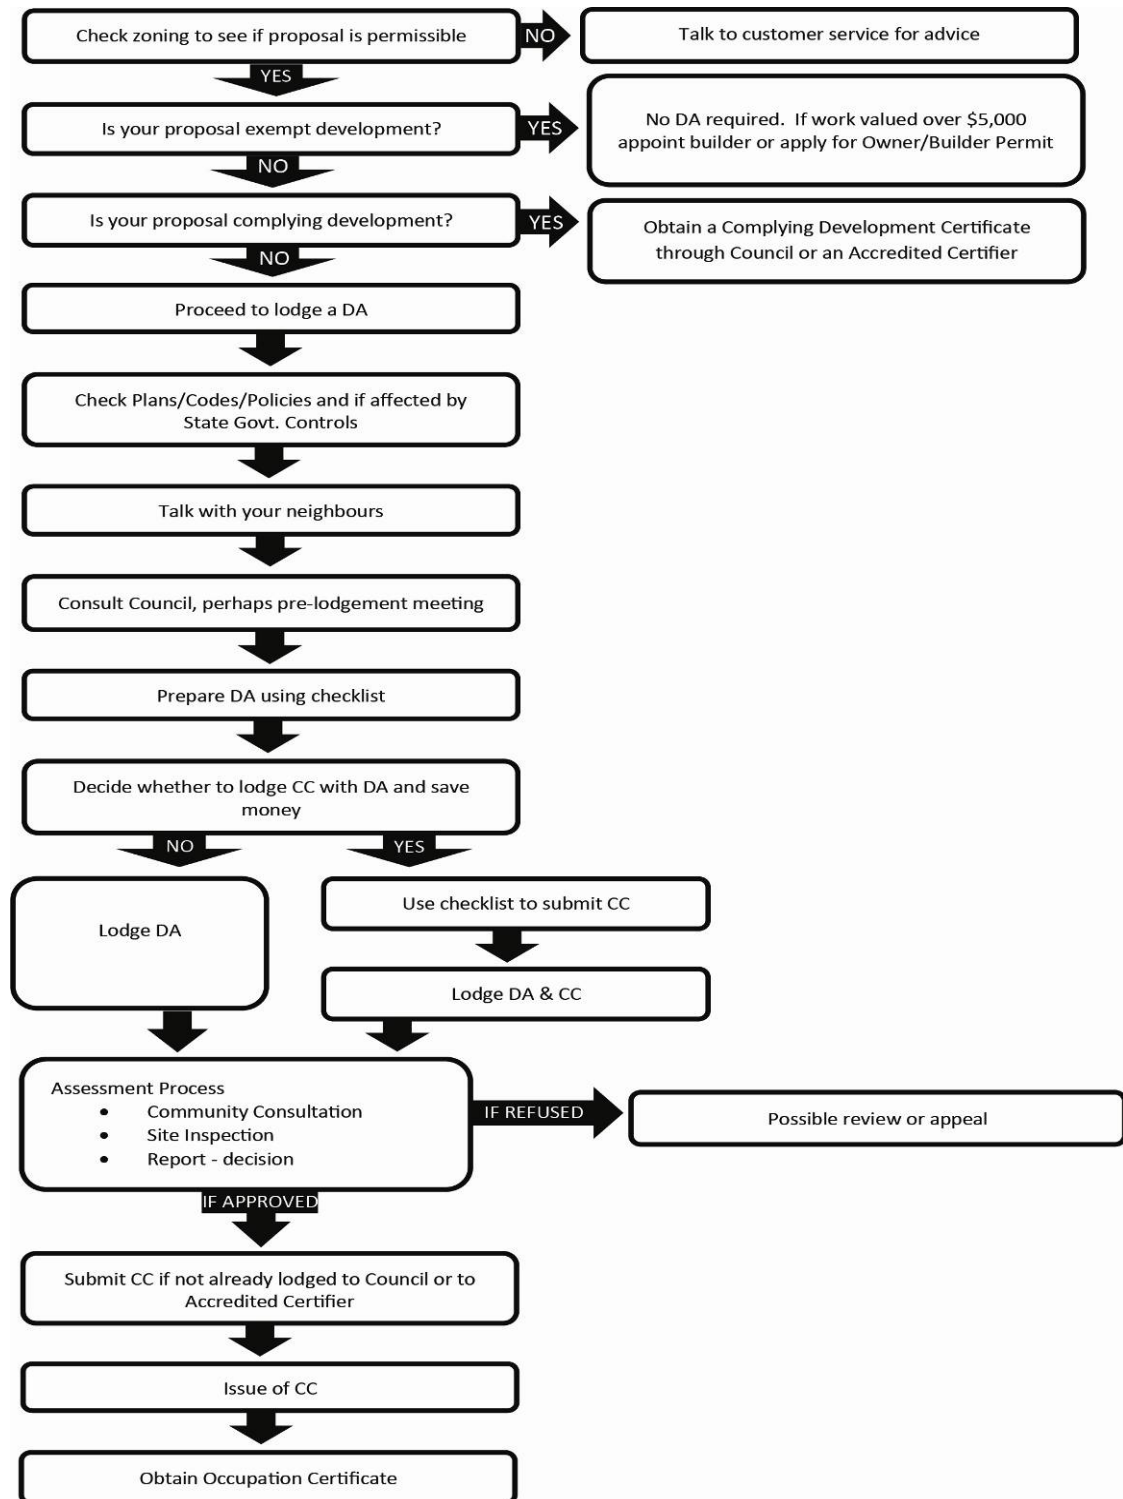 Check zoning to see if proposal is permissible
NO
Talk to customer service for advice
YES
Is your proposal exempt development?
YES
No DA required.  If work valued over $5,000
appoint builder or apply for Owner/Builder Permit
NO
Is your proposal complying development?
YES
Obtain a Complying Development Certificate
through Council or an Accredited Certifier
NO
Proceed to lodge a DA
Check Plans/Codes/Policies and if affected by
State Govt. Controls
Talk with your neighbours
Consult Council, perhaps pre-lodgement meeting
Prepare DA using checklist
Decide whether to lodge CC with DA and save
money
NO
YES
Lodge DA
Use checklist to submit CC
Lodge DA & CC
Assessment Process
• Community Consultation
• Site Inspection
• Report - decision
IF REFUSED
Possible review or appeal
IF APPROVED
Submit CC if not already lodged to Council or to
Accredited Certifier
Issue of CC
Obtain Occupation Certificate